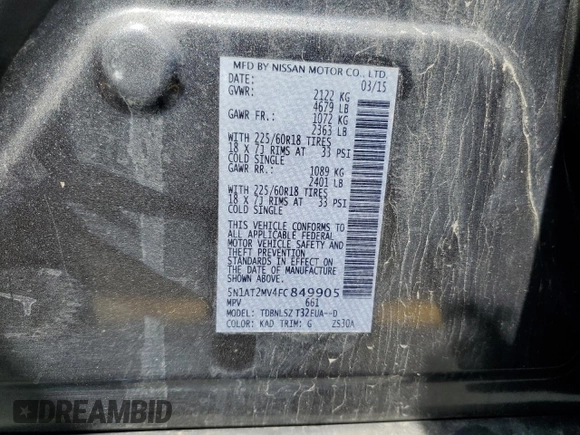 MFD BY NISSAN MOTOR CO., LTD.
DATE: 03/15
GVWR: 2122 KG
4679 LB
GAWR FR.: 1072 KG
2363 LB
WITH 225/60R18 TIRES
18 X 7J RIMS AT 33 PSI
COLD SINGLE
GAWR RR.: 1089 KG
2401 LB
WITH 225/60R18 TIRES
18 X 7J RIMS AT 33 PSI
COLD SINGLE
THIS VEHICLE CONFORMS TO
ALL APPLICABLE FEDERAL
MOTOR VEHICLE SAFETY AND
THEFT PREVENTION
STANDARDS IN EFFECT ON
THE DATE OF MANUFACTURE
SHOWN ABOVE.
5N1AT2MV4FC849905
MPV 661
MODEL: TDBNLSZ T32EUA--D
COLOR: KAD TRIM: G ZS30A
DREAMBID